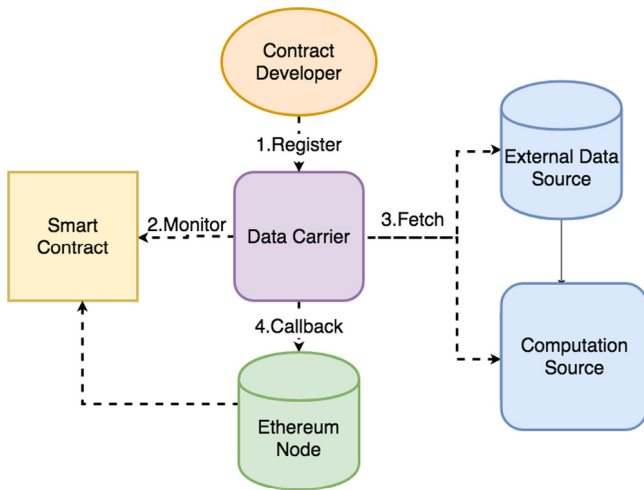 Contract
Developer
1.Register
External Data
Source
Smart
Contract
2.Monitor
Data Carrier
3.Fetch
4.Callback
Computation
Source
Ethereum
Node